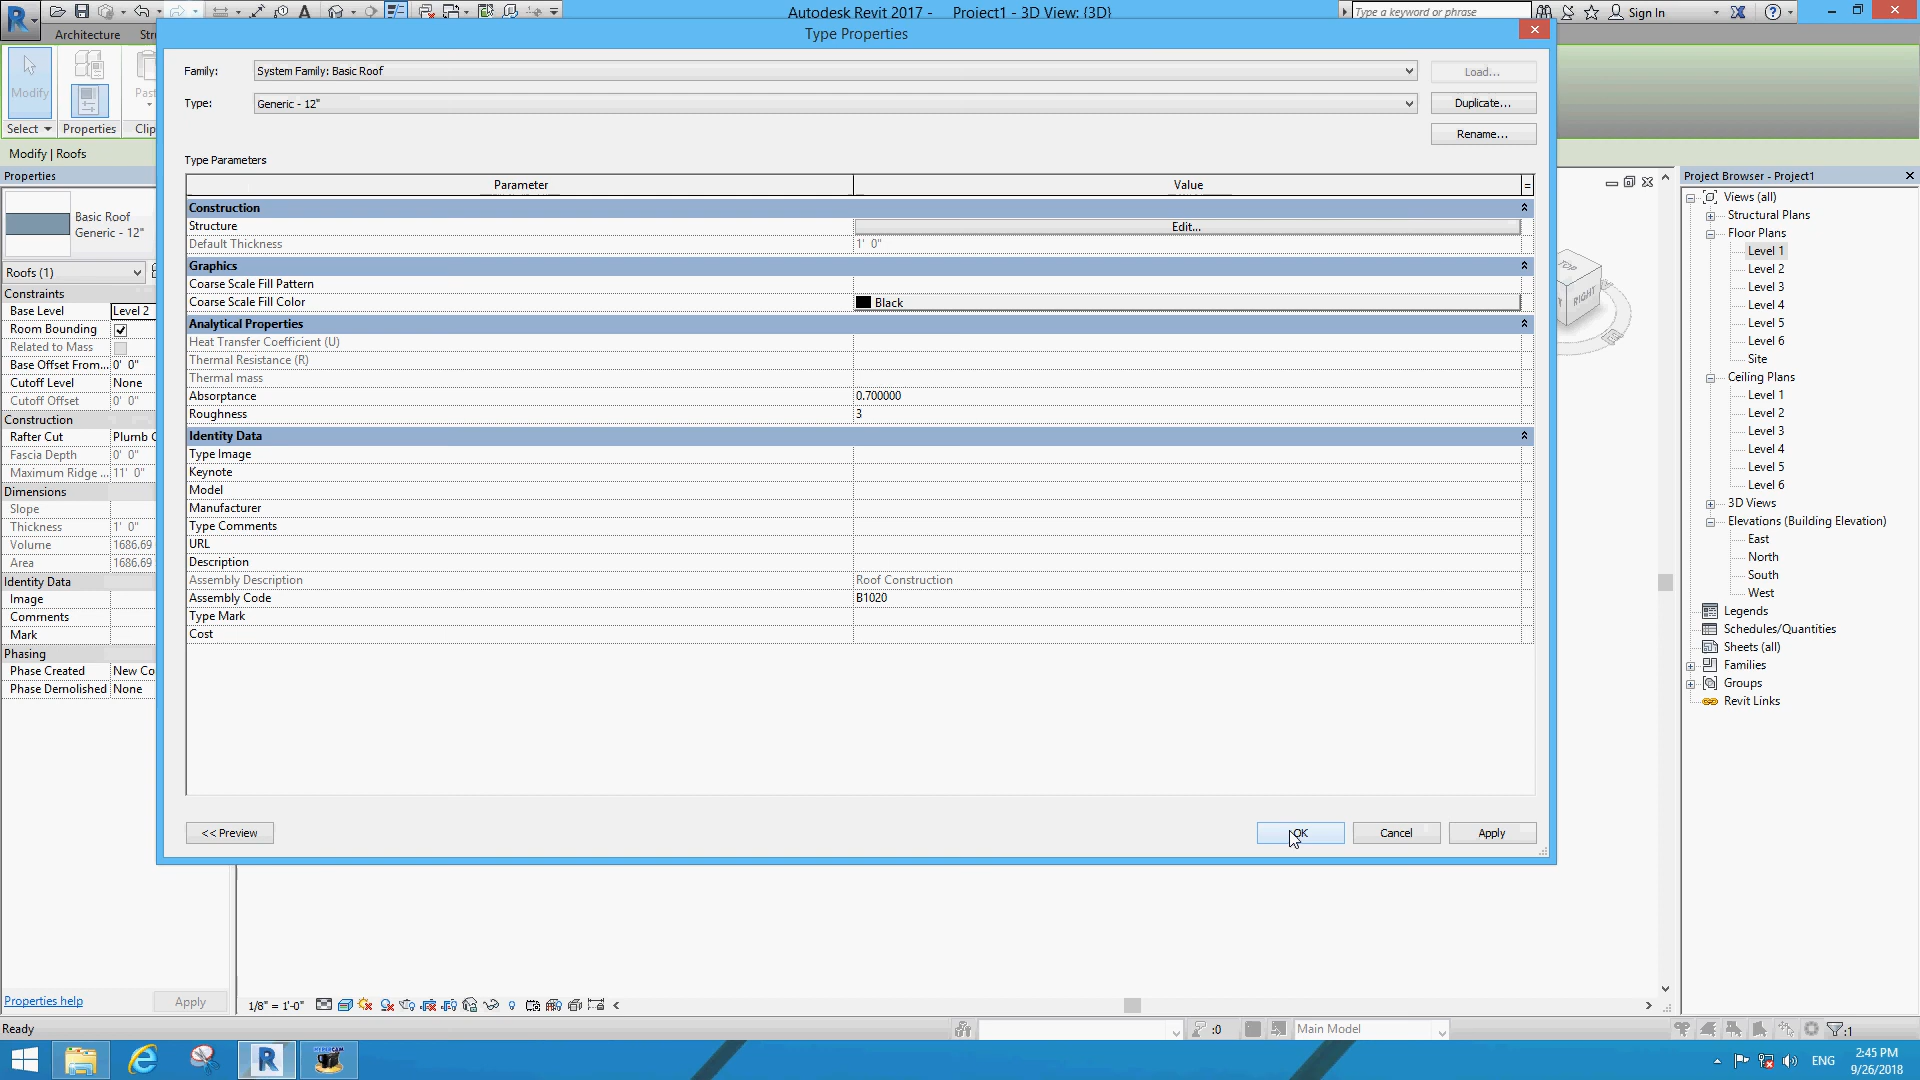 Autodesk Revit 2017 - Project1 - 3D View: {3D}
Type a keyword or phrase
Sign In
Architecture
Type Properties
Modify
Select
Properties
Modify | Roofs
Properties
Basic Roof
Generic - 12"
Roofs (1)
Constraints
Base Level Level 2
Room Bounding
Related to Mass
Base Offset From... 0' 0"
Cutoff Level None
Cutoff Offset 0' 0"
Construction
Rafter Cut Plumb C
Fascia Depth 0' 0"
Maximum Ridge ... 11' 0"
Dimensions
Slope
Thickness 1' 0"
Volume 1686.69
Area 1686.69
Identity Data
Image
Comments
Mark
Phasing
Phase Created New Co
Phase Demolished None
Properties help
Apply
Family: System Family: Basic Roof Load...
Type: Generic - 12" Duplicate...
Rename...
Type Parameters
Parameter Value =
Construction
Structure Edit...
Default Thickness 1' 0"
Graphics
Coarse Scale Fill Pattern
Coarse Scale Fill Color Black
Analytical Properties
Heat Transfer Coefficient (U)
Thermal Resistance (R)
Thermal mass
Absorptance 0.700000
Roughness 3
Identity Data
Type Image
Keynote
Model
Manufacturer
Type Comments
URL
Description
Assembly Description Roof Construction
Assembly Code B1020
Type Mark
Cost
<< Preview OK Cancel Apply
TOP
RIGHT
Project Browser - Project1
Views (all)
Structural Plans
Floor Plans
Level 1
Level 2
Level 3
Level 4
Level 5
Level 6
Site
Ceiling Plans
Level 1
Level 2
Level 3
Level 4
Level 5
Level 6
3D Views
Elevations (Building Elevation)
East
North
South
West
Legends
Schedules/Quantities
Sheets (all)
Families
Groups
Revit Links
1/8" = 1'-0"
Ready
:0
Main Model
:1
ENG
2:45 PM
9/26/2018